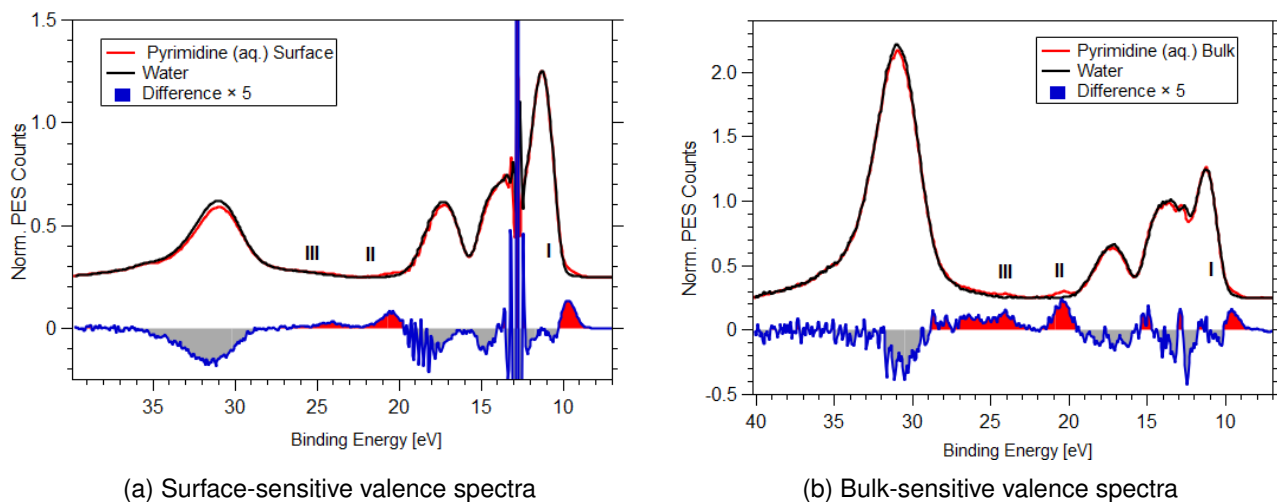 1.5
1.0
0.5
0
Norm. PES Counts
Pyrimidine (aq.) Surface
Water
Difference × 5
III
II
I
35
30
25
20
15
10
Binding Energy [eV]
(a) Surface-sensitive valence spectra
2.0
1.5
1.0
0.5
0
-0.5
Norm. PES Counts
Pyrimidine (aq.) Bulk
Water
Difference × 5
III
II
I
40
35
30
25
20
15
10
Binding Energy [eV]
(b) Bulk-sensitive valence spectra